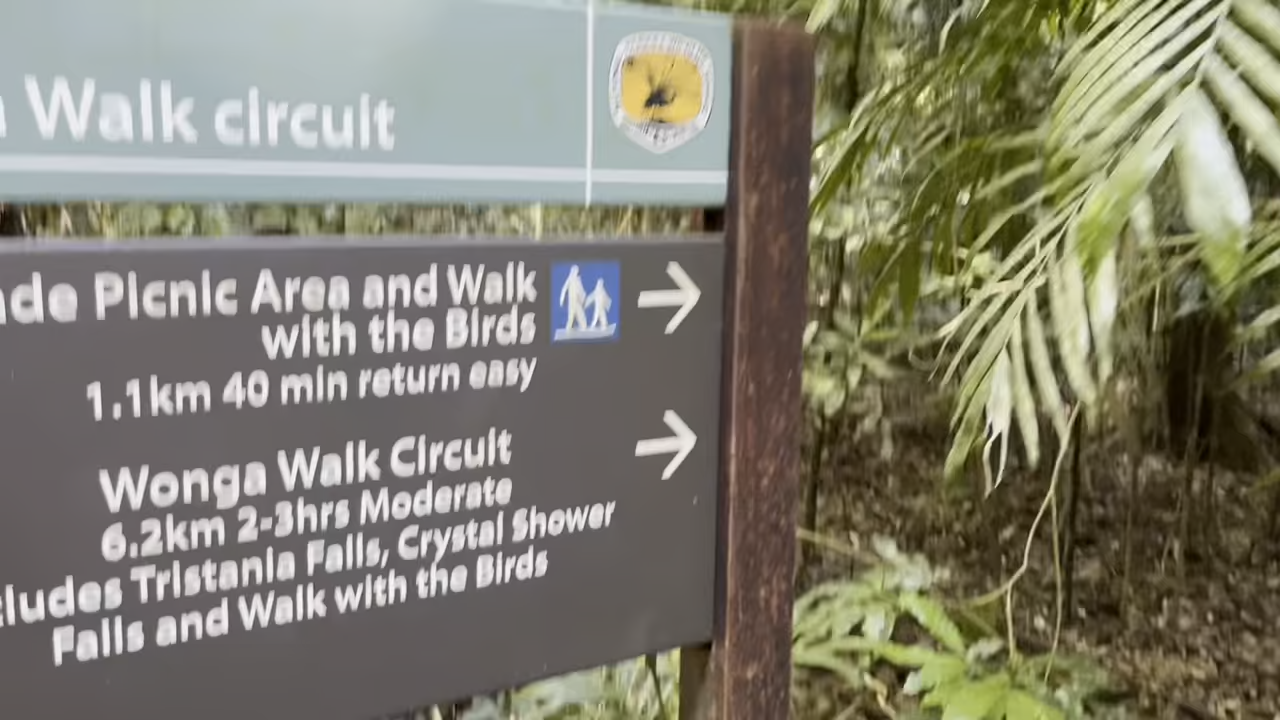 Walk circuit
Picnic Area and Walk
with the Birds
1.1km 40 min return easy
Wonga Walk Circuit
6.2km 2-3hrs Moderate
Tristania Falls, Crystal Shower
Falls and Walk with the Birds